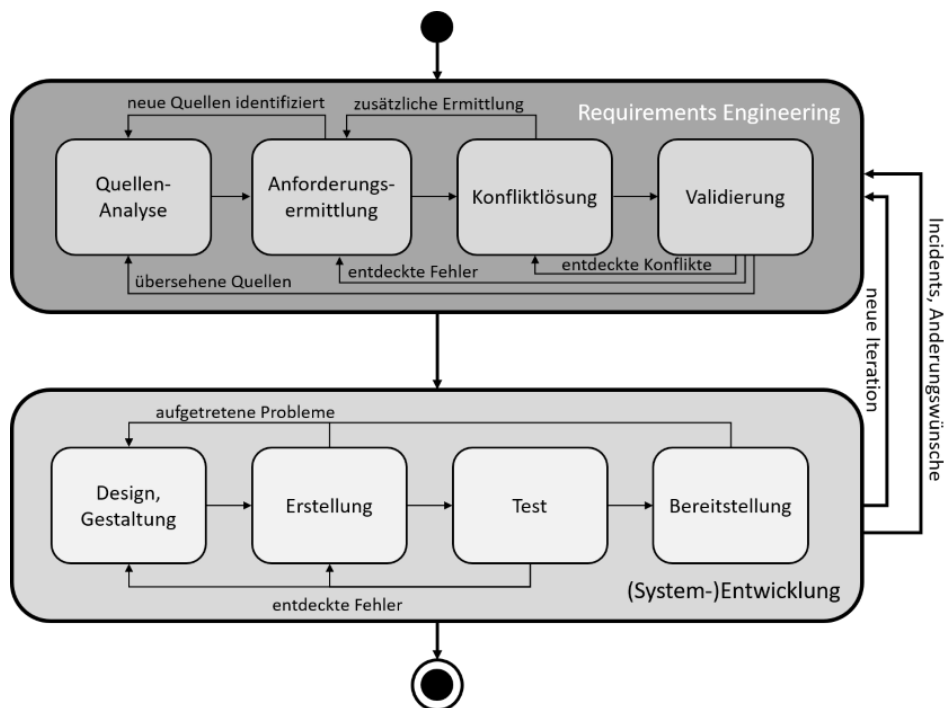 neue Quellen identifiziert
zusätzliche Ermittlung
Requirements Engineering
Quellen-
Analyse
Anforderungs-
ermittlung
Konfliktlösung
Validierung
entdeckte Konflikte
entdeckte Fehler
übersehene Quellen
neue Iteration
Incidents, Änderungswünsche
aufgetretene Probleme
Design,
Gestaltung
Erstellung
Test
Bereitstellung
entdeckte Fehler
(System-)Entwicklung